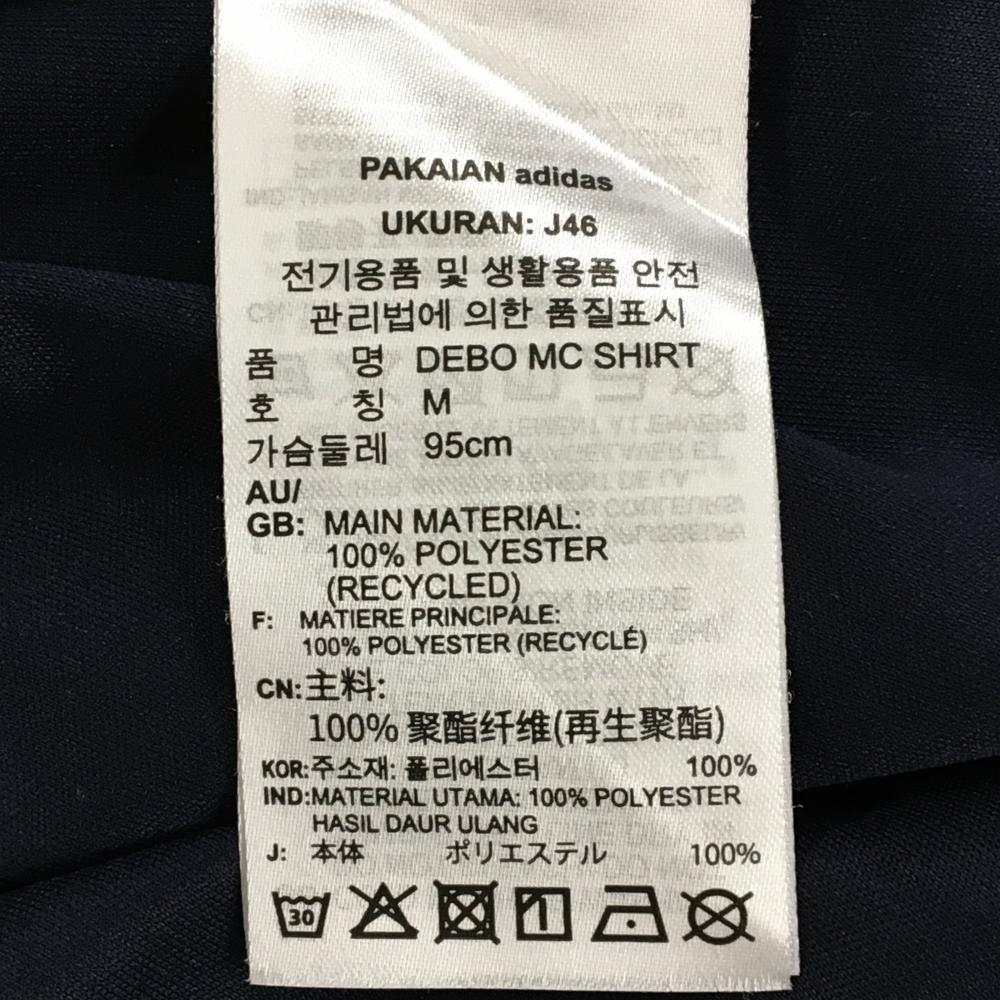 PAKAIAN adidas
UKURAN: J46
전기용품 및 생활용품 안전
관리법에 의한 품질표시
품 명 DEBO MC SHIRT
호 칭 M
가슴둘레 95cm
AU/
GB: MAIN MATERIAL:
100% POLYESTER
(RECYCLED)
F: MATIERE PRINCIPALE:
100% POLYESTER (RECYCLÉ)
CN:主料:
100% 聚酯纤维(再生聚酯)
KOR:주소재: 폴리에스터 100%
IND:MATERIAL UTAMA: 100% POLYESTER
HASIL DAUR ULANG
J: 本体 ポリエステル 100%
30